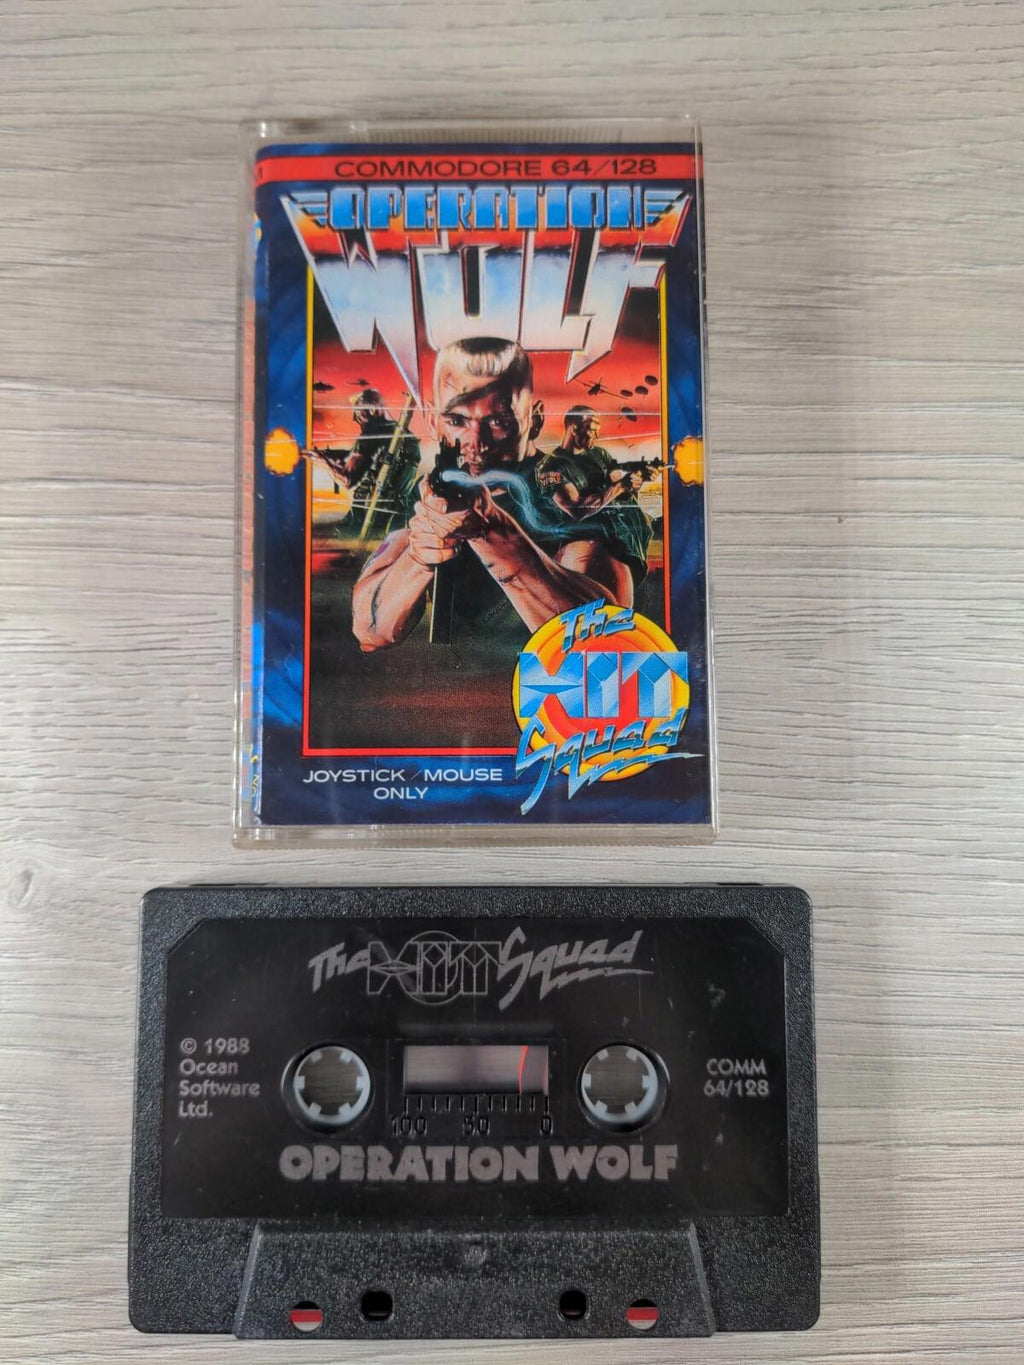 COMMODORE 64/128
OPERATION
WOLF
The
HIT
Squad
JOYSTICK/MOUSE
ONLY
The HIT Squad
© 1988
Ocean
Software
Ltd.
COMM
64/128
100 50 0
OPERATION WOLF